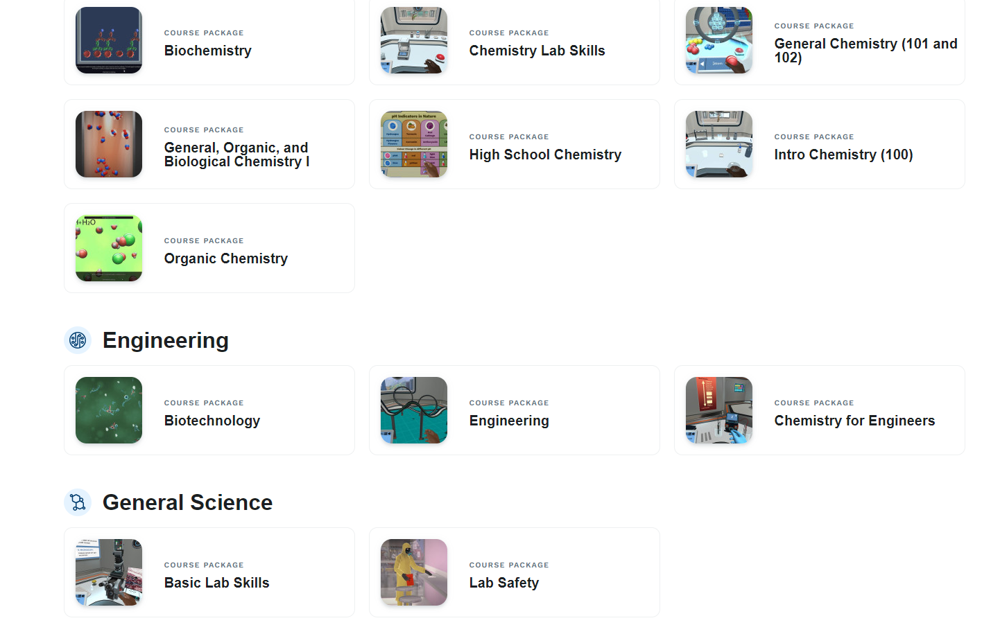 COURSE PACKAGE
Biochemistry
COURSE PACKAGE
Chemistry Lab Skills
COURSE PACKAGE
General Chemistry (101 and
102)
COURSE PACKAGE
General, Organic, and
Biological Chemistry I
pH Indicators in Nature
COURSE PACKAGE
High School Chemistry
COURSE PACKAGE
Intro Chemistry (100)
H+H₂O
COURSE PACKAGE
Organic Chemistry
Engineering
COURSE PACKAGE
Biotechnology
COURSE PACKAGE
Engineering
COURSE PACKAGE
Chemistry for Engineers
General Science
COURSE PACKAGE
Basic Lab Skills
COURSE PACKAGE
Lab Safety